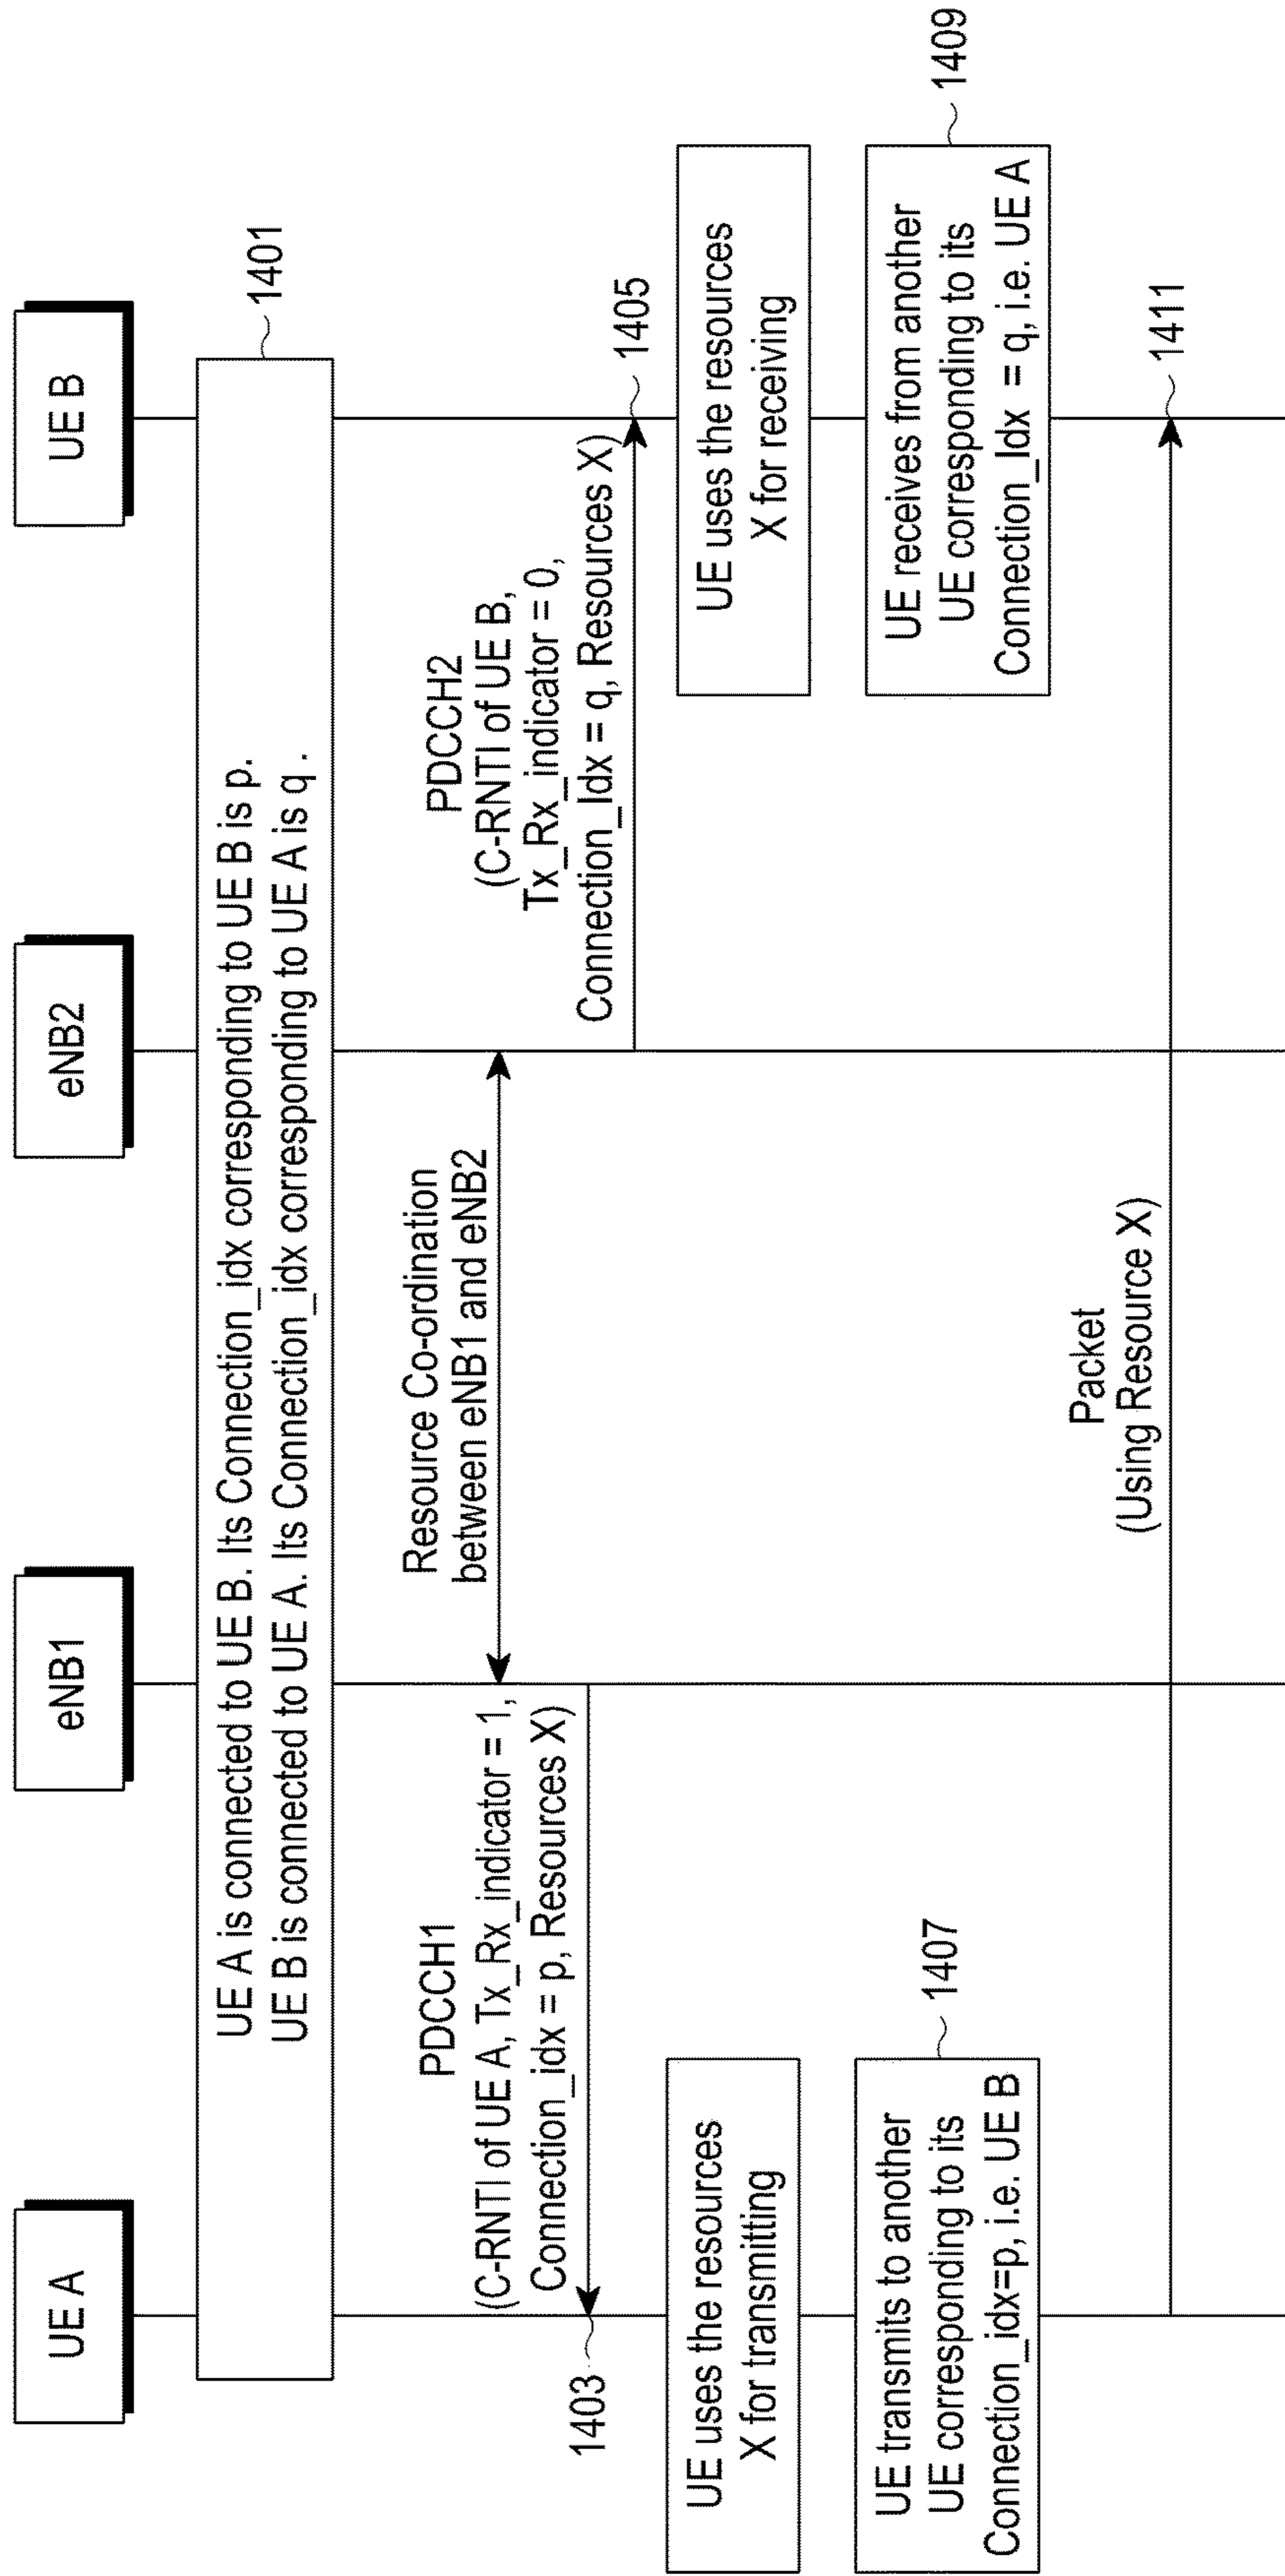 UE A
eNB1
eNB2
UE B
UE A is connected to UE B. Its Connection_idx corresponding to UE B is p.
UE B is connected to UE A. Its Connection_idx corresponding to UE A is q .
1401
Resource Co-ordination
between eNB1 and eNB2
PDCCH1
(C-RNTI of UE A, Tx_Rx_indicator = 1,
Connection_idx = p, Resources X)
1403
PDCCH2
(C-RNTI of UE B,
Tx_Rx_indicator = 0,
Connection_Idx = q, Resources X)
1405
UE uses the resources
X for transmitting
UE uses the resources
X for receiving
UE transmits to another
UE corresponding to its
Connection_idx=p, i.e. UE B
1407
UE receives from another
UE corresponding to its
Connection_Idx = q, i.e. UE A
1409
Packet
(Using Resource X)
1411